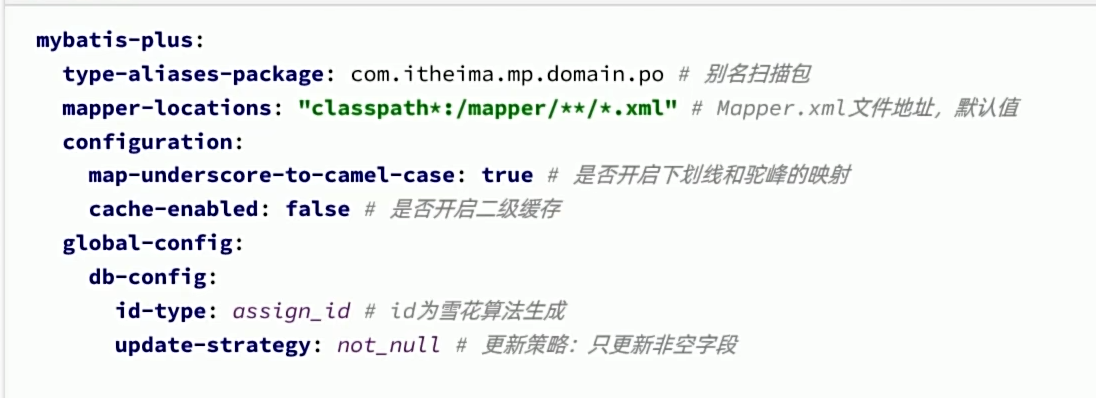 mybatis-plus:
  type-aliases-package: com.itheima.mp.domain.po # 别名扫描包
  mapper-locations: "classpath*:/mapper/**/*.xml" # Mapper.xml文件地址，默认值
  configuration:
    map-underscore-to-camel-case: true # 是否开启下划线和驼峰的映射
    cache-enabled: false # 是否开启二级缓存
  global-config:
    db-config:
      id-type: assign_id # id为雪花算法生成
      update-strategy: not_null # 更新策略：只更新非空字段